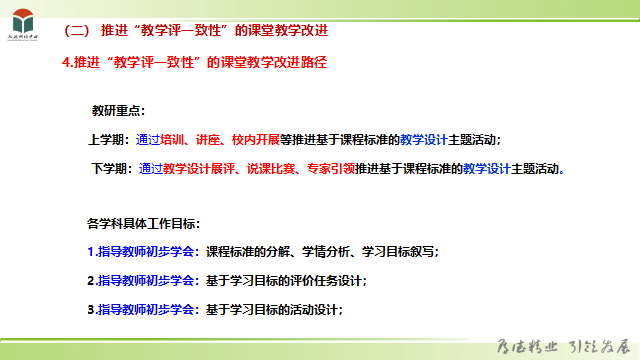 （二） 推进“教学评一致性”的课堂教学改进
4.推进“教学评一致性”的课堂教学改进路径
教研重点：
上学期：通过培训、讲座、校内开展等推进基于课程标准的教学设计主题活动；
下学期：通过教学设计展评、说课比赛、专家引领推进基于课程标准的教学设计主题活动。
各学科具体工作目标：
1.指导教师初步学会：课程标准的分解、学情分析、学习目标叙写；
2.指导教师初步学会：基于学习目标的评价任务设计；
3.指导教师初步学会：基于学习目标的活动设计；
厚德精业 引领发展